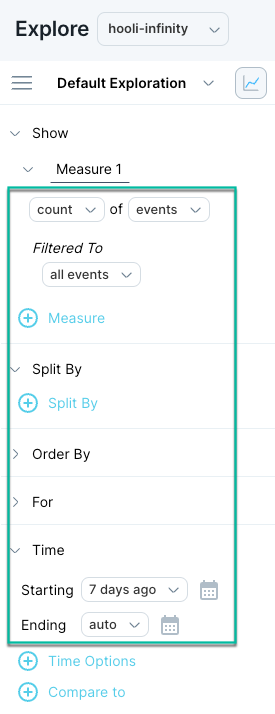 Explore hooli-infinity
Default Exploration
Show
Measure 1
count of events
Filtered To
all events
Measure
Split By
Split By
Order By
For
Time
Starting 7 days ago
Ending auto
Time Options
Compare to